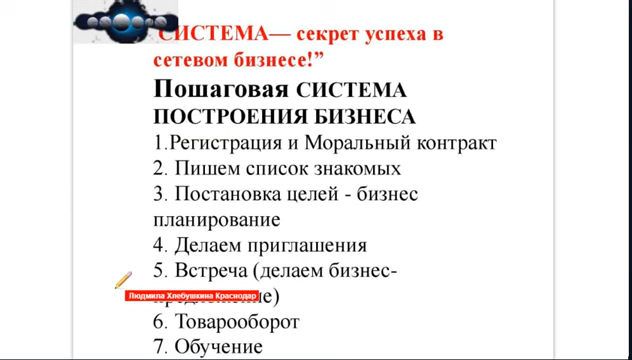 СИСТЕМА— секрет успеха в
сетевом бизнесе!”
Пошаговая СИСТЕМА
ПОСТРОЕНИЯ БИЗНЕСА
1.Регистрация и Моральный контракт
2. Пишем список знакомых
3. Постановка целей - бизнес
планирование
4. Делаем приглашения
5. Встреча (делаем бизнес-
Людмила Хлебушкина Краснодар
6. Товарооборот
7. Обучение